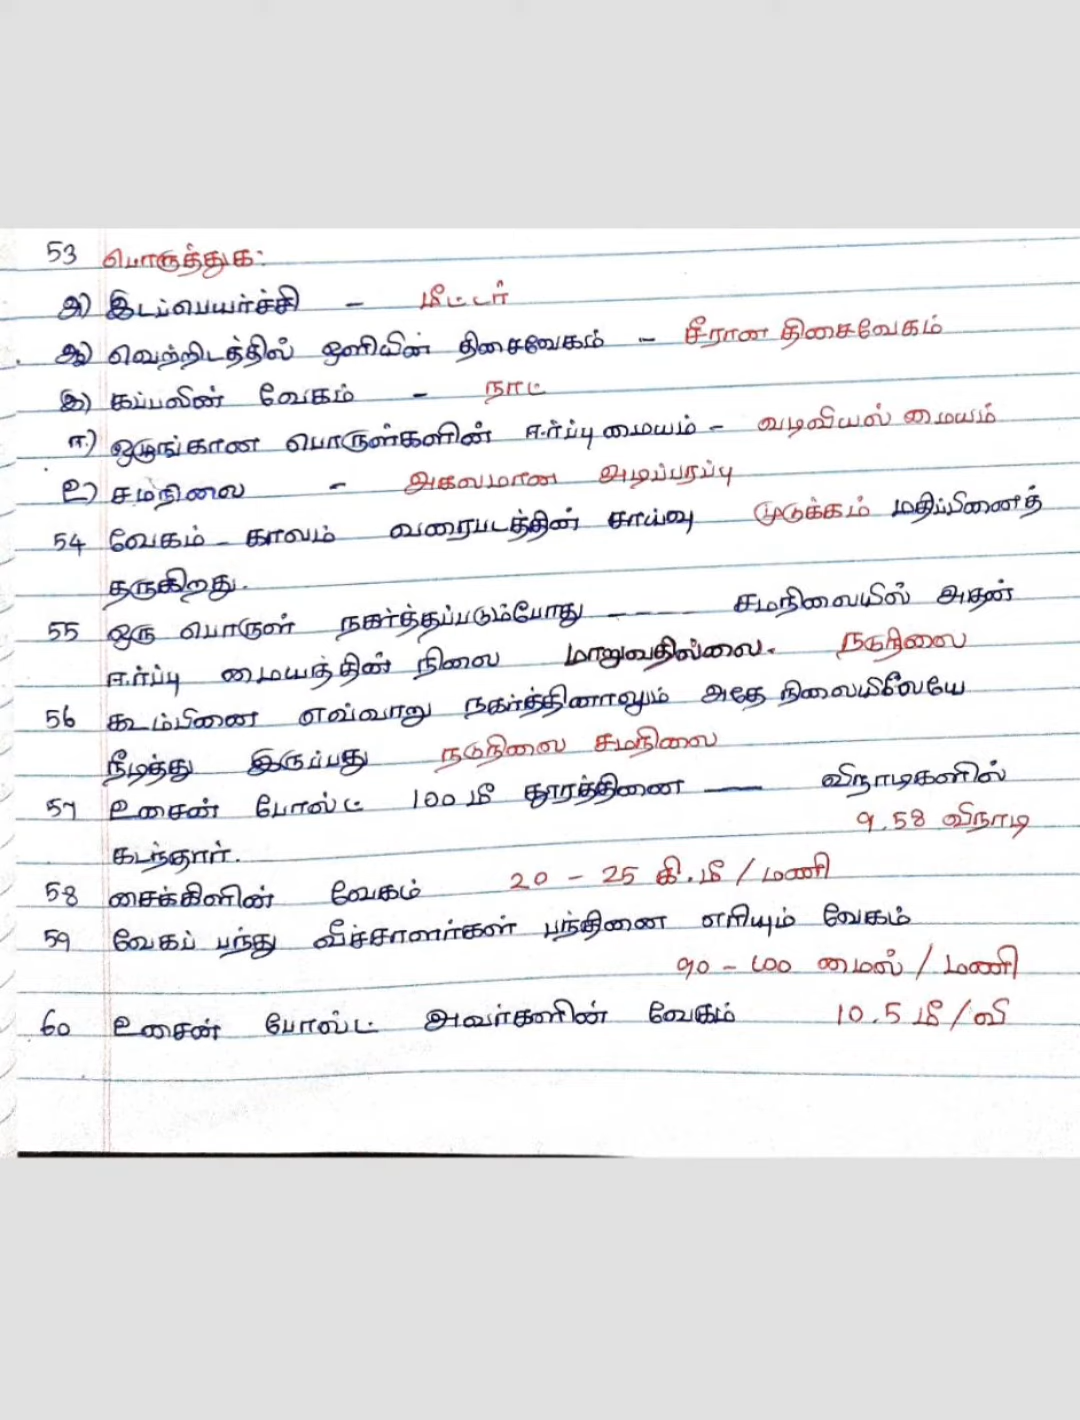 53 பொருத்துக:
அ) இடப்பெயர்ச்சி - மீட்டர்
ஆ) வெற்றிடத்தில் ஒளியின் திசைவேகம் - சீரான திசைவேகம்
இ) கப்பலின் வேகம் - நாட்
ஈ) ஒழுங்கான பொருள்களின் ஈர்ப்பு மையம் - வடிவியல் மையம்
உ) சமநிலை - அகலமான அடிப்பரப்பு
54 வேகம் - காலம் வரைபடத்தின் சாய்வு முடுக்கம் மதிப்பினைத்
தருகிறது.
55 ஒரு பொருள் நகர்த்தப்படும்போது ---- சமநிலையில் அதன்
ஈர்ப்பு மையத்தின் நிலை மாறுவதில்லை. நடுநிலை
56 கூம்பினை எவ்வாறு நகர்த்தினாலும் அதே நிலையிலேயே
நீடித்து இருப்பது நடுநிலை சமநிலை
57 உசைன் போல்ட் 100 மீ தூரத்தினை —— விநாடிகளில்
9.58 விநாடி
கடந்தார்.
58 சைக்கிளின் வேகம் 20 - 25 கி.மீ / மணி
59 வேகப் பந்து வீச்சாளர்கள் பந்தினை எறியும் வேகம்
90 - 100 மைல் / மணி
60 உசைன் போல்ட் அவர்களின் வேகம் 10.5 மீ / வி